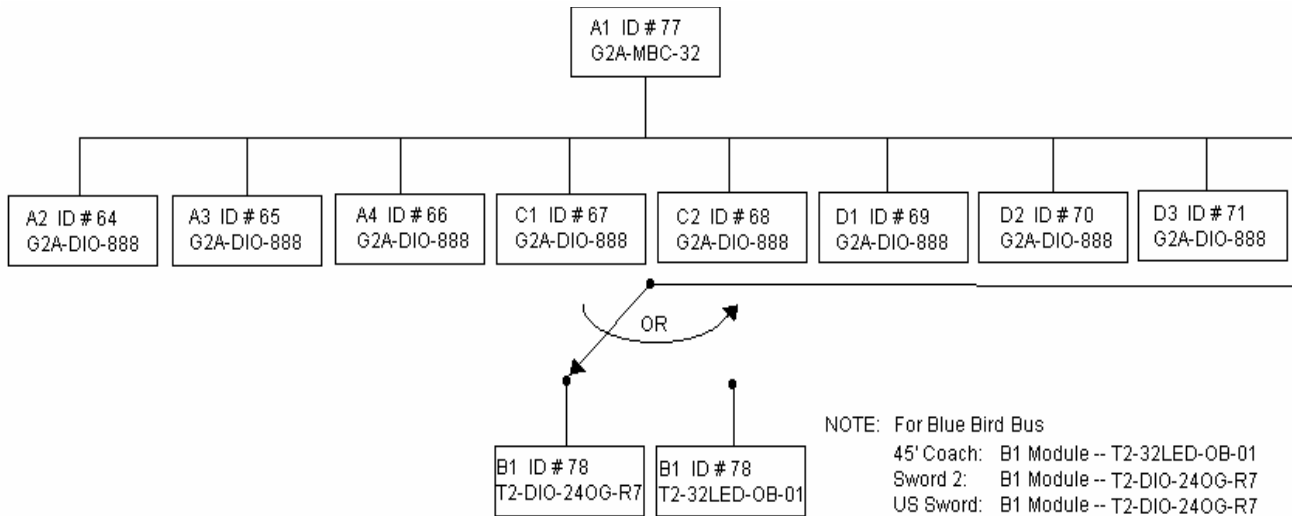 A1 ID # 77
G2A-MBC-32
A2 ID # 64
G2A-DIO-888
A3 ID # 65
G2A-DIO-888
A4 ID # 66
G2A-DIO-888
C1 ID # 67
G2A-DIO-888
C2 ID # 68
G2A-DIO-888
D1 ID # 69
G2A-DIO-888
D2 ID # 70
G2A-DIO-888
D3 ID # 71
G2A-DIO-888
OR
B1 ID # 78
T2-DIO-24OG-R7
B1 ID # 78
T2-32LED-OB-01
NOTE: For Blue Bird Bus
45' Coach: B1 Module -- T2-32LED-OB-01
Sword 2: B1 Module -- T2-DIO-24OG-R7
US Sword: B1 Module -- T2-DIO-24OG-R7